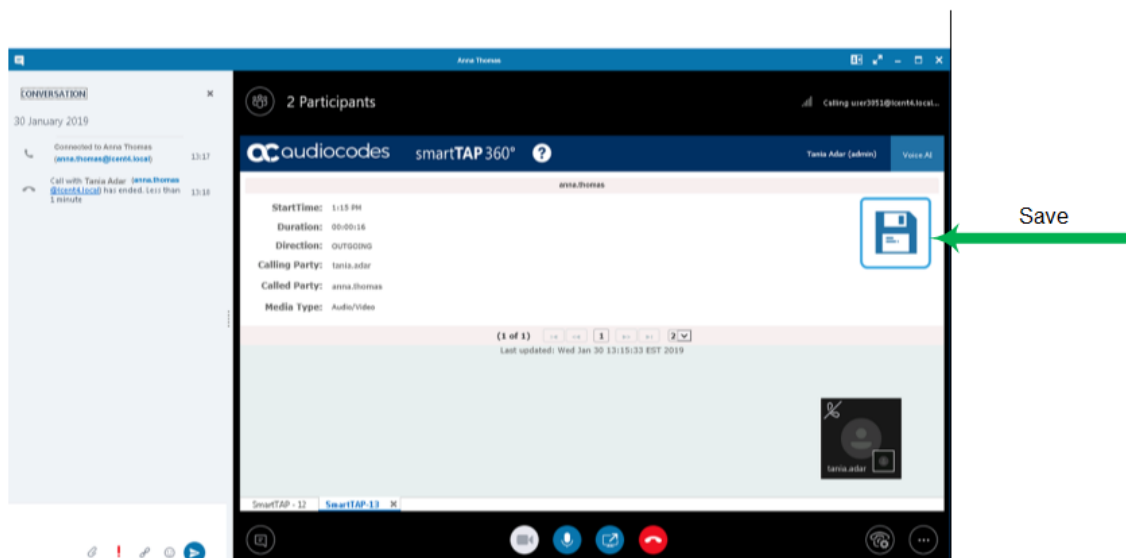 Anna Thomas
CONVERSATION
30 January 2019
Connected to Anna Thomas
(anna.thomas@lcent4.local)
13:17
Call with Tania Adar (anna.thomas
@lcent4.local) has ended. Less than
1 minute
13:18
2 Participants
Calling user3051@lcent4.local...
audiocodes
smartTAP 360°
?
Tania Adar (admin)
Voice.AI
anna.thomas
StartTime: 1:15 PM
Duration: 00:00:16
Direction: OUTGOING
Calling Party: tania.adar
Called Party: anna.thomas
Media Type: Audio/Video
Save
(1 of 1) 1 2
Last updated: Wed Jan 30 13:15:33 EST 2019
tania.adar
SmartTAP - 12
SmartTAP-13